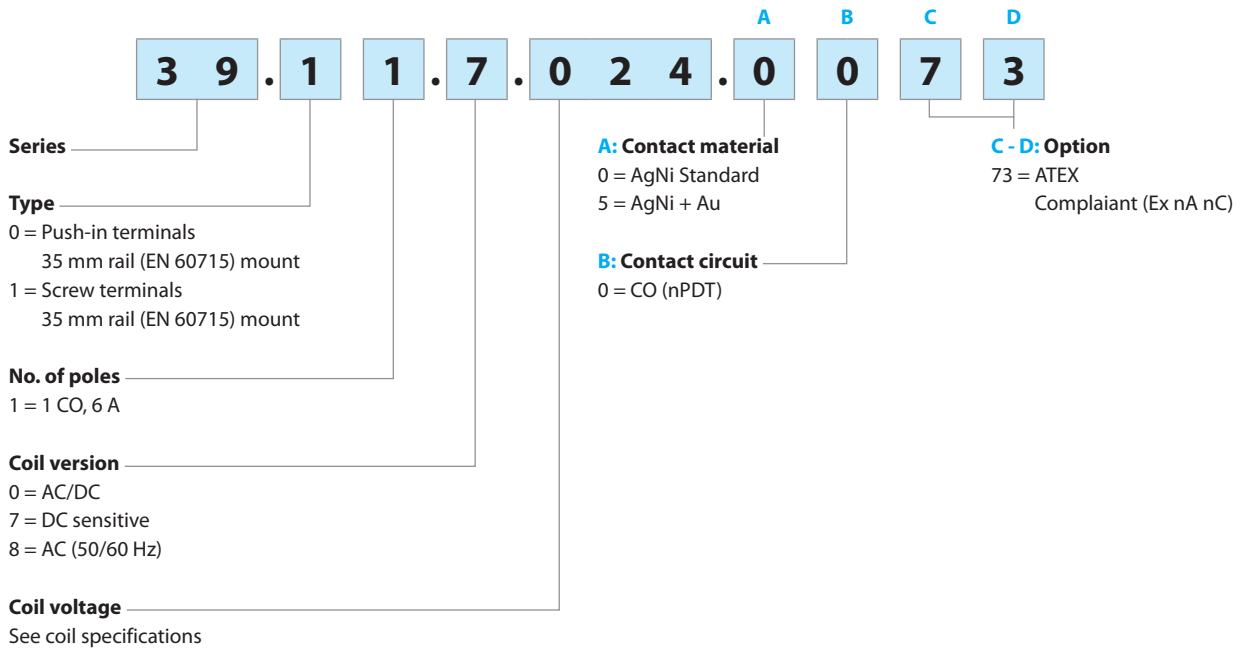 A B C D
3 9 . 1 1 . 7 . 0 2 4 . 0 0 7 3
Series
Type
0 = Push-in terminals
35 mm rail (EN 60715) mount
1 = Screw terminals
35 mm rail (EN 60715) mount
No. of poles
1 = 1 CO, 6 A
Coil version
0 = AC/DC
7 = DC sensitive
8 = AC (50/60 Hz)
Coil voltage
See coil specifications
A: Contact material
0 = AgNi Standard
5 = AgNi + Au
B: Contact circuit
0 = CO (nPDT)
C - D: Option
73 = ATEX
Complaiant (Ex nA nC)